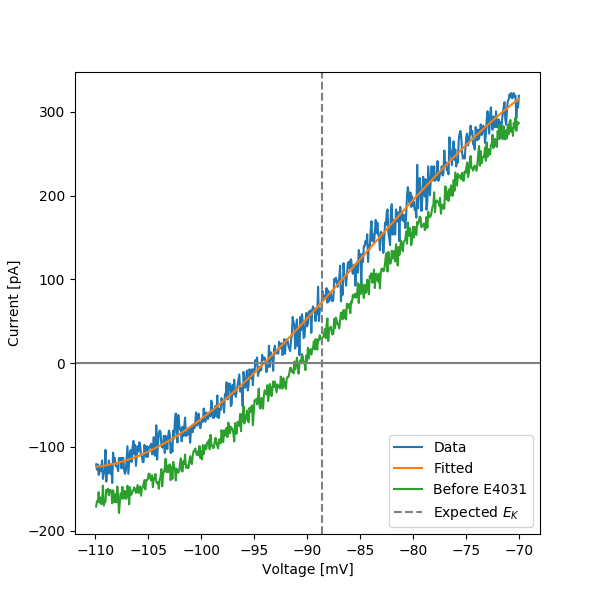 300
200
100
0
−100
−200
Current [pA]
Data
Fitted
Before E4031
Expected E_K
−110 −105 −100 −95 −90 −85 −80 −75 −70
Voltage [mV]